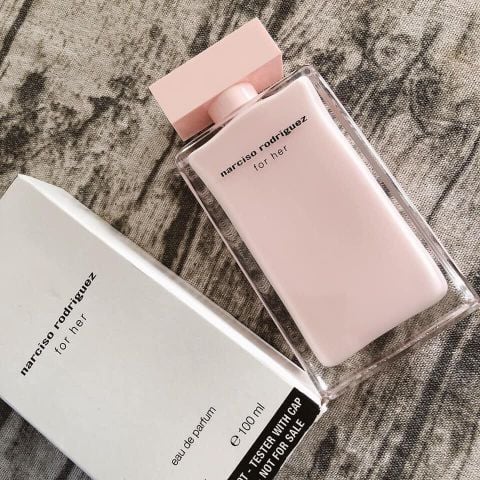 narciso rodriguez
for her
narciso rodriguez
for her
eau de parfum
℮ 100 ml
- TESTER WITH CAP
NOT FOR SALE